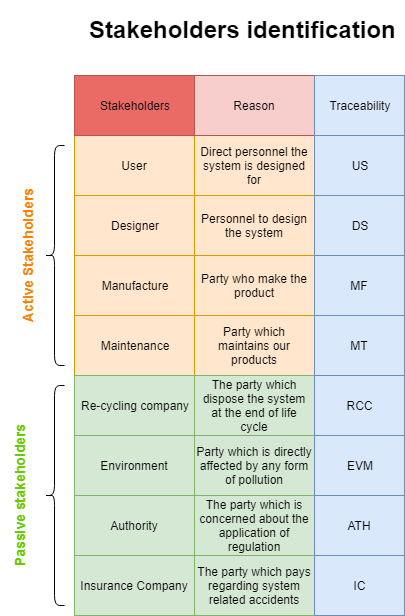 Stakeholders identification
Stakeholders
Reason
Traceability
Active Stakeholders
User
Direct personnel the
system is designed
for
US
Designer
Personnel to design
the system
DS
Manufacture
Party who make the
product
MF
Maintenance
Party which
maintains our
products
MT
Passive stakeholders
Re-cycling company
The party which
dispose the system
at the end of life
cycle
RCC
Environment
Party which is directly
affected by any form
of pollution
EVM
Authority
The party which is
concerned about the
application of
regulation
ATH
Insurance Company
The party which pays
regarding system
related accidents
IC